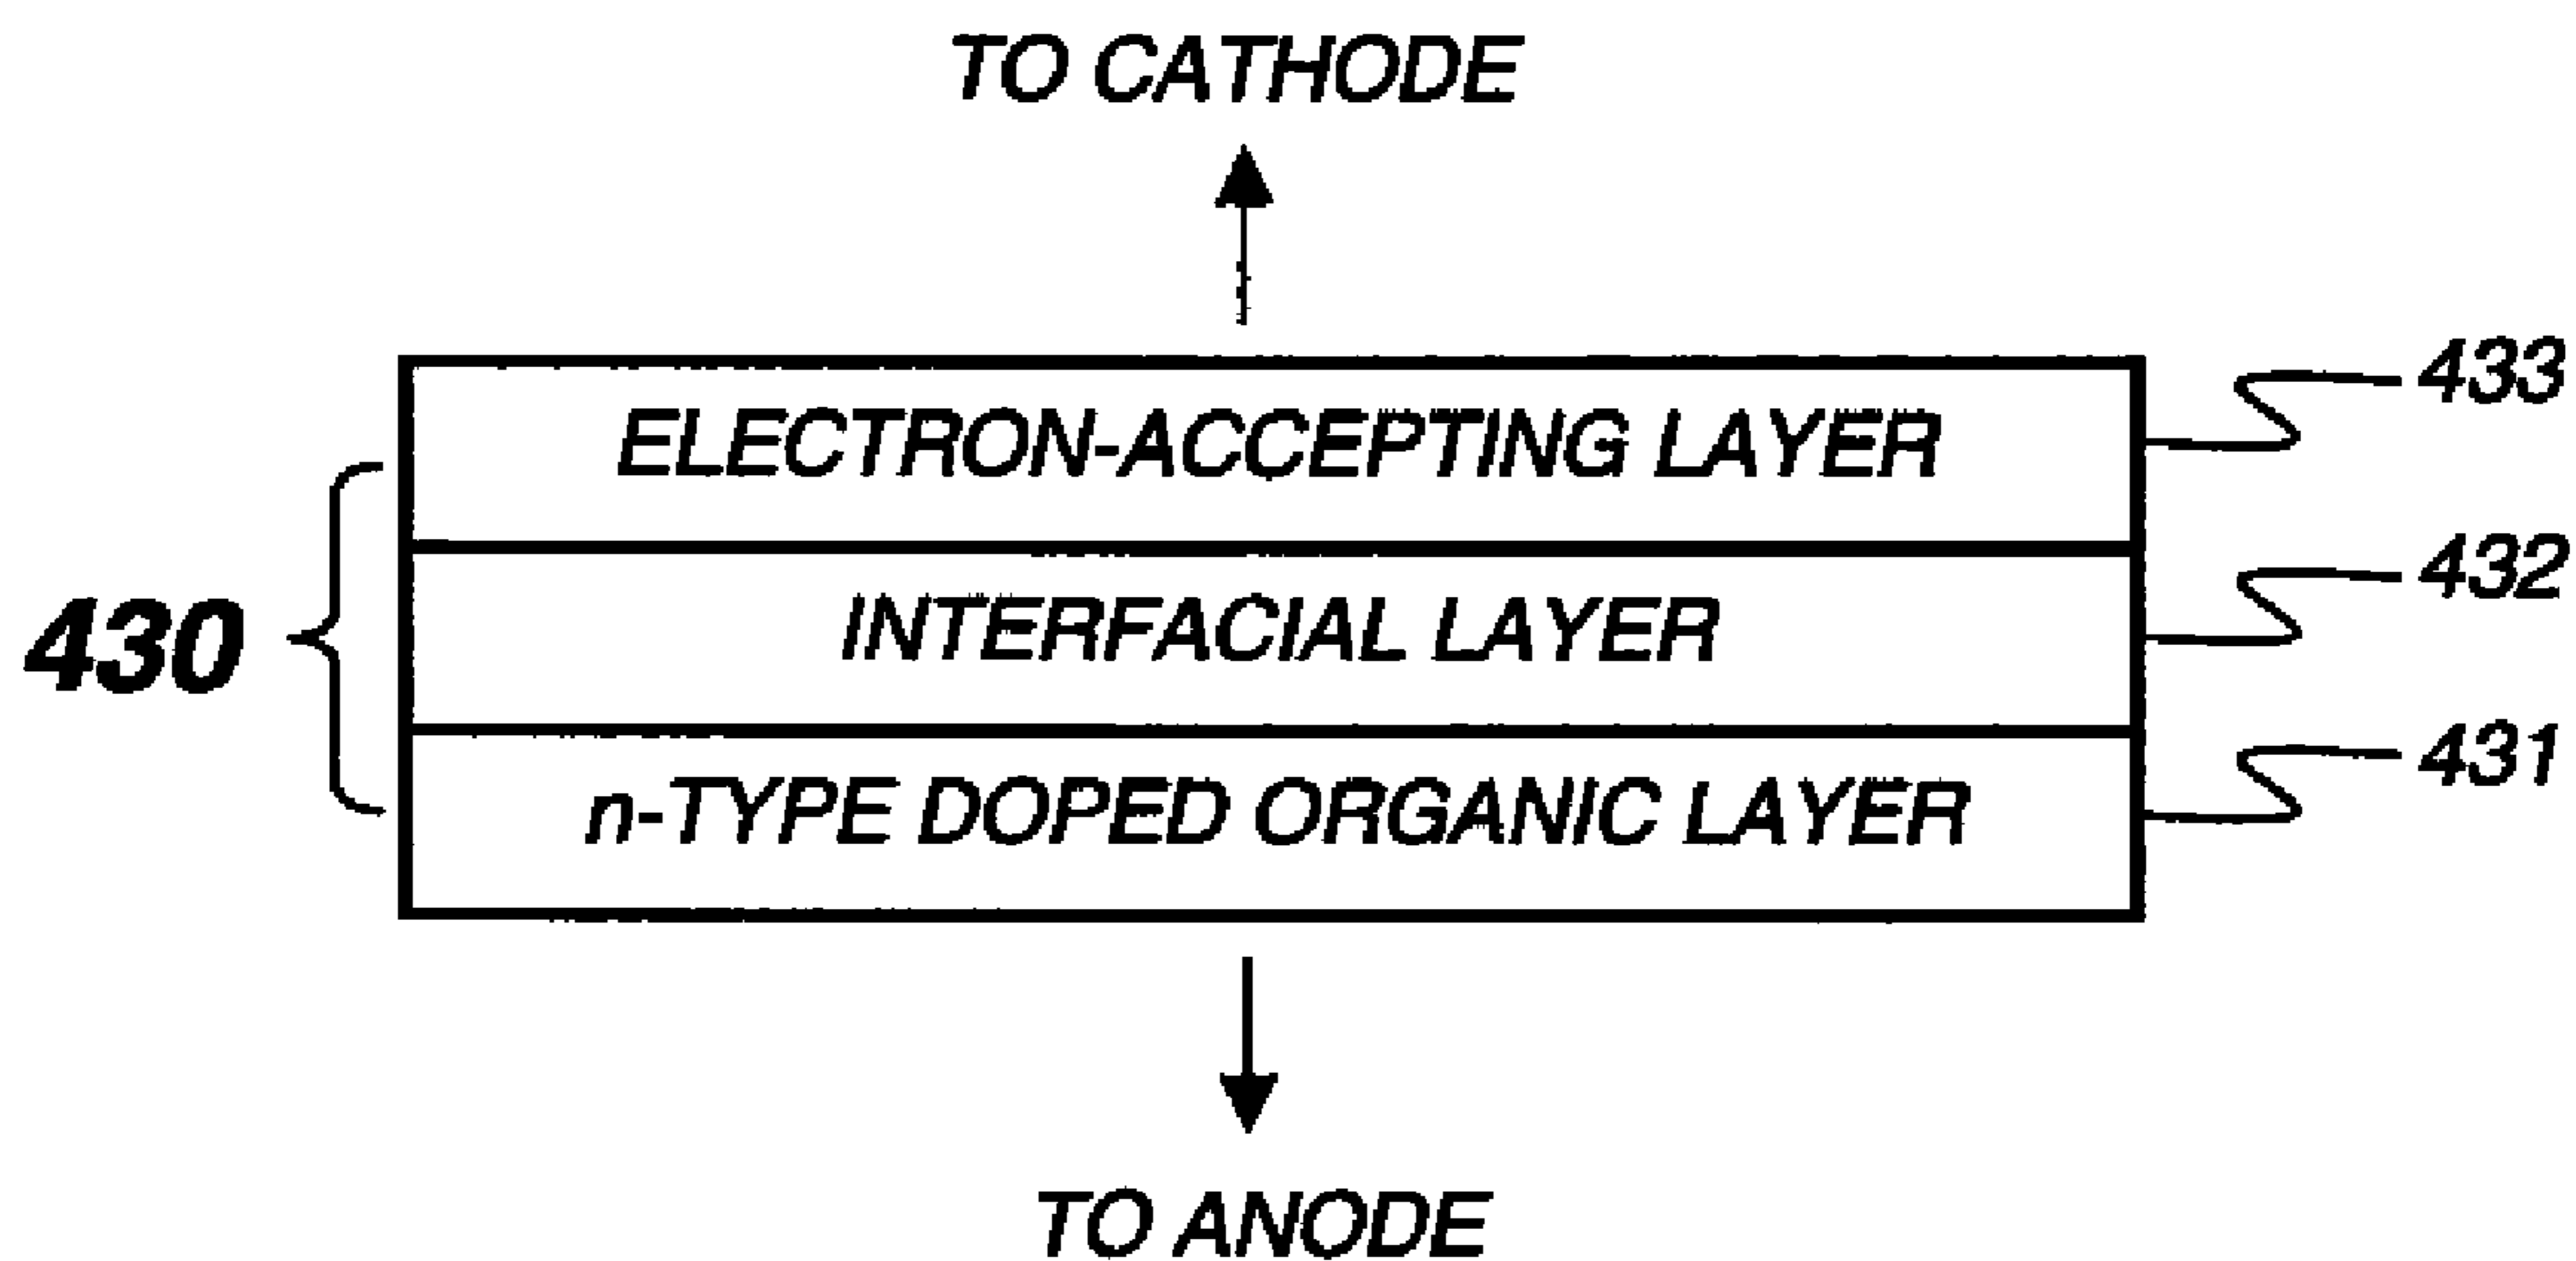 TO CATHODE
ELECTRON-ACCEPTING LAYER
433
INTERFACIAL LAYER
432
430
n-TYPE DOPED ORGANIC LAYER
431
TO ANODE